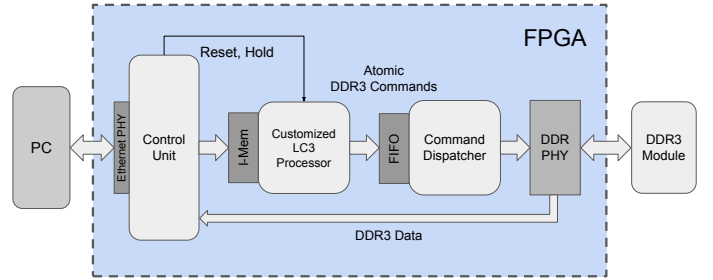 FPGA
Reset, Hold
Atomic
DDR3 Commands
PC
Ethernet PHY
Control
Unit
I-Mem
Customized
LC3
Processor
FIFO
Command
Dispatcher
DDR
PHY
DDR3
Module
DDR3 Data